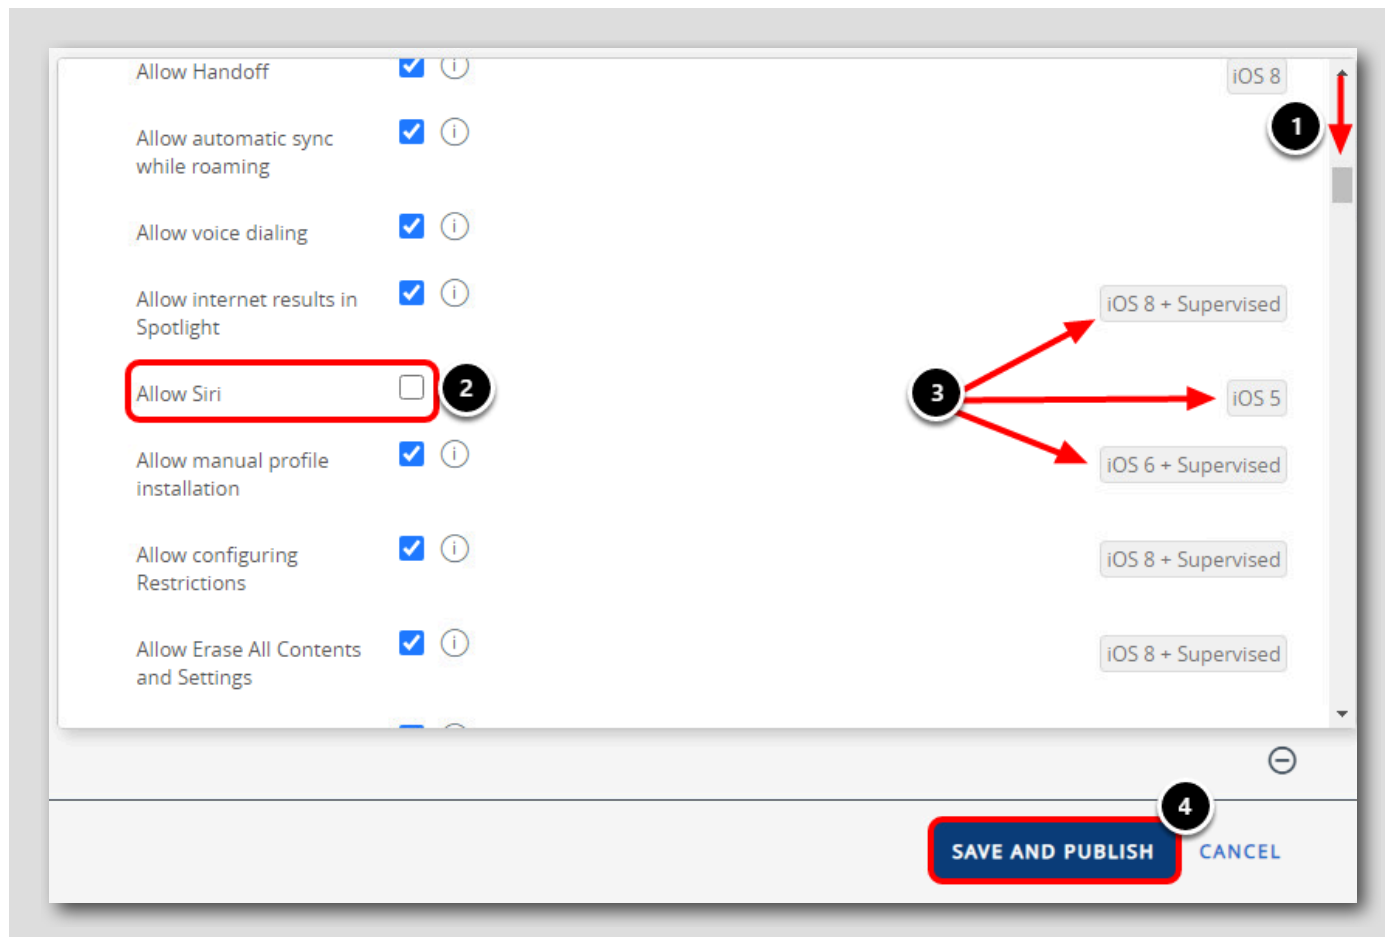 Allow Handoff
iOS 8
1
Allow automatic sync
while roaming
Allow voice dialing
Allow internet results in
Spotlight
iOS 8 + Supervised
Allow Siri
2
3
iOS 5
Allow manual profile
installation
iOS 6 + Supervised
Allow configuring
Restrictions
iOS 8 + Supervised
Allow Erase All Contents
and Settings
iOS 8 + Supervised
4
SAVE AND PUBLISH
CANCEL